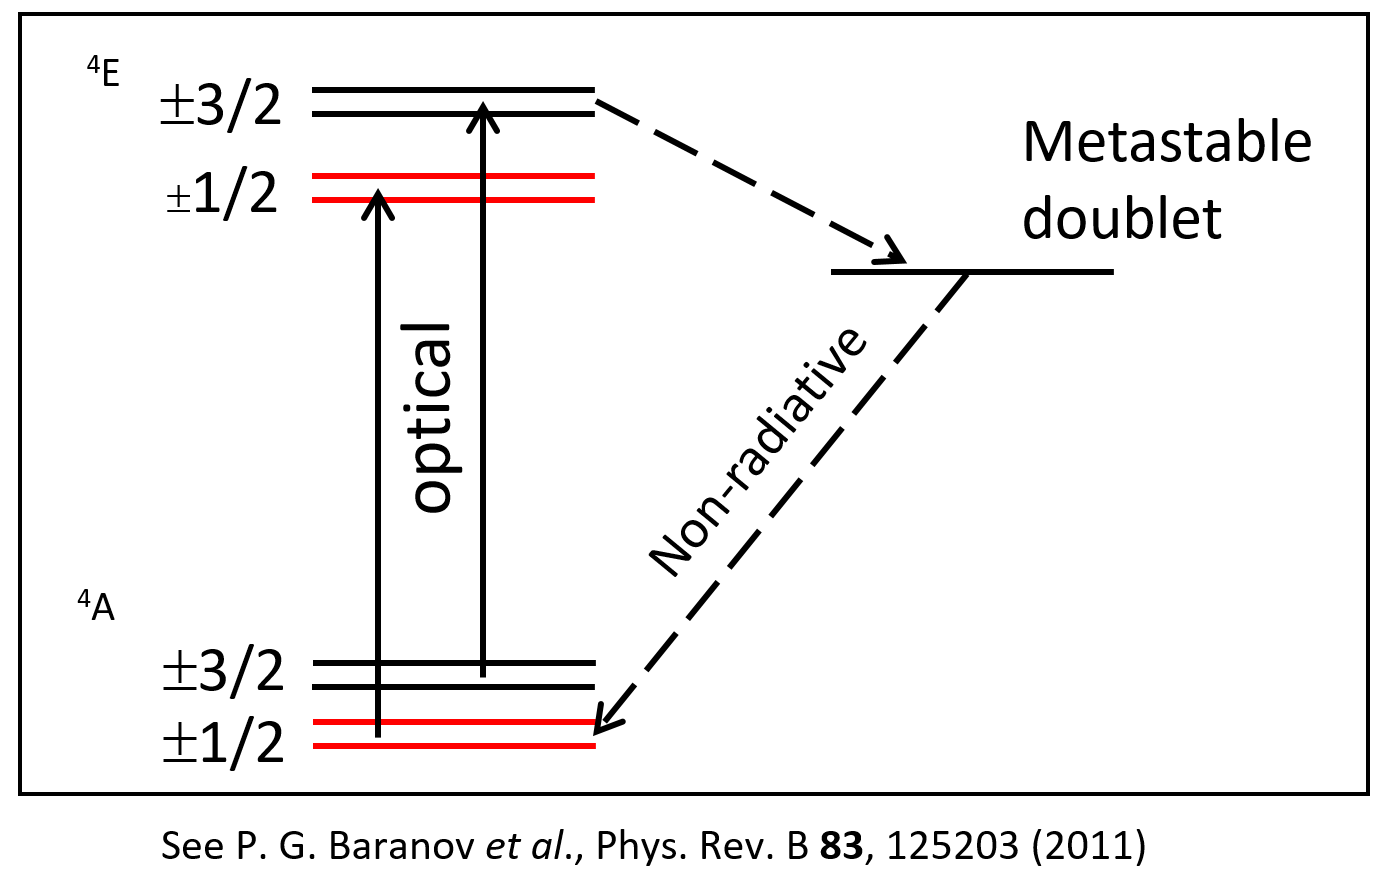 ⁴E
±3/2
±1/2
Metastable
doublet
optical
Non-radiative
⁴A
±3/2
±1/2
See P. G. Baranov et al., Phys. Rev. B 83, 125203 (2011)